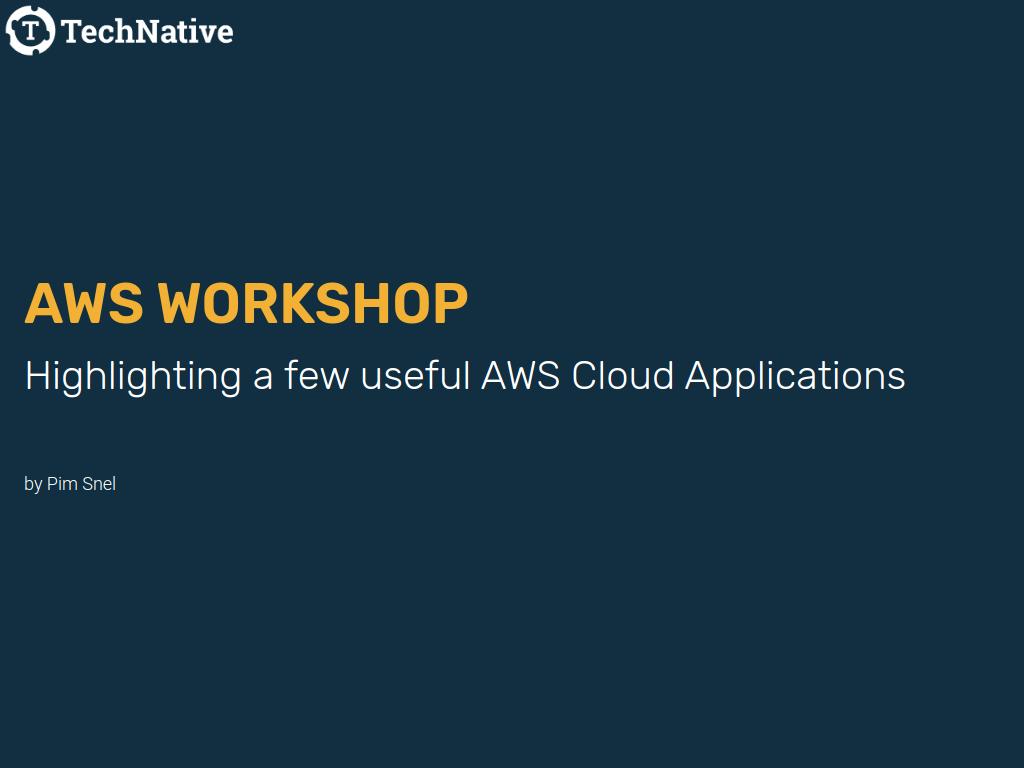 TechNative
AWS WORKSHOP
Highlighting a few useful AWS Cloud Applications
by Pim Snel